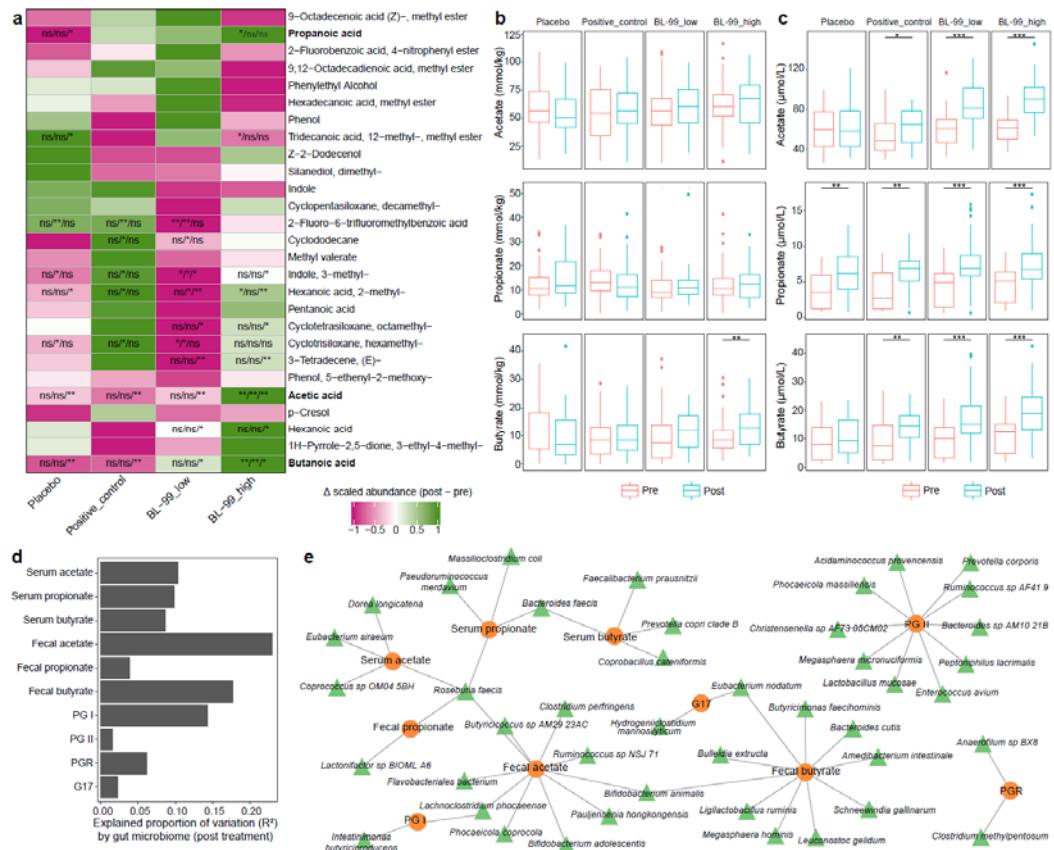 a
9-Octadecenoic acid (Z)-, methyl ester
ns/ns/* */ns/ns Propanoic acid
2-Fluorobenzoic acid, 4-nitrophenyl ester
9,12-Octadecadienoic acid, methyl ester
Phenylethyl Alcohol
Hexadecanoic acid, methyl ester
Phenol
ns/ns/* */ns/ns Tridecanoic acid, 12-methyl-, methyl ester
Z-2-Dodecenol
Silanediol, dimethyl-
Indole
Cyclopentasiloxane, decamethyl-
ns/**/ns ns/**/ns **/**/ns 2-Fluoro-6-trifluoromethylbenzoic acid
ns/*/ns ns/*/ns Cyclododecane
Methyl valerate
ns/*/ns ns/*/ns */*/* ns/ns/* Indole, 3-methyl-
ns/ns/* ns/*/ns ns/*/** */ns/** Hexanoic acid, 2-methyl-
Pentanoic acid
ns/ns/* ns/ns/* Cyclotetrasiloxane, octamethyl-
ns/*/ns ns/*/ns */*/ns ns/ns/ns Cyclotrisiloxane, hexamethyl-
ns/ns/** ns/ns/** 3-Tetradecene, (E)-
Phenol, 5-ethenyl-2-methoxy-
ns/ns/** ns/ns/** ns/ns/** **/**/** Acetic acid
p-Cresol
ns/ns/* ns/ns/* Hexanoic acid
1H-Pyrrole-2,5-dione, 3-ethyl-4-methyl-
ns/ns/** ns/ns/** ns/ns/* **/**/* Butanoic acid
Placebo
Positive_control
BL-99_low
BL-99_high
Δ scaled abundance (post - pre)
-1 -0.5 0 0.5 1
b
Placebo Positive_control BL-99_low BL-99_high
Acetate (mmol/kg)
125
100
75
50
25
Propionate (mmol/kg)
50
40
30
20
10
0
Butyrate (mmol/kg)
40
30
20
10
0
**
Pre Post
c
Placebo Positive_control BL-99_low BL-99_high
* *** ***
Acetate (μmol/L)
120
80
40
** ** *** ***
Propionate (μmol/L)
15
10
5
0
** *** ***
Butyrate (μmol/L)
40
30
20
10
0
Pre Post
d
Serum acetate
Serum propionate
Serum butyrate
Fecal acetate
Fecal propionate
Fecal butyrate
PG I
PG II
PGR
G17
0.00 0.05 0.10 0.15 0.20
Explained proportion of variation (R²)
by gut microbiome (post treatment)
e
Massilioclostridium coli
Pseudoruminococcus
merdavium
Dorea longicatena
Bacteroides faecis
Faecalibacterium prausnitzii
Eubacterium siraeum
Serum propionate
Serum butyrate
Prevotella copri clade B
Serum acetate
Coprobacillus cateniformis
Coprococcus sp OM04 5BH
Roseburia faecis
Acidaminococcus provencensis
Prevotella corporis
Phocaeicola massiliensis
Ruminococcus sp AF41 9
PG II
Christensenella sp AF73 05CM02
Bacteroides sp AM10 21B
Megasphaera micronuciformis
Peptoniphilus lacrimalis
Lactobacillus mucosae
Enterococcus avium
Fecal propionate
Butyricicoccus sp AM29 23AC
Clostridium perfringens
Eubacterium nodatum
G17
Hydrogeniiclostridium
mannosilyticum
Butyricimonas faecihominis
Bacteroides cutis
Lactonifactor sp BIOML A6
Ruminococcus sp NSJ 71
Bulleidia extructa
Amedibacterium intestinale
Anaerofilum sp BX8
Flavobacteriales bacterium
Fecal acetate
Fecal butyrate
Bifidobacterium animalis
PGR
Lachnoclostridium phocaeense
PG I
Pauljensenia hongkongensis
Ligilactobacillus ruminis
Schleewindia gallinarum
Intestinimonas
butyriciproducens
Phocaeicola coprocola
Bifidobacterium adolescentis
Megasphaera hominis
Leuconostoc gelidum
Clostridium methylpentosum